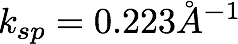 k_{sp} = 0.223Å^{-1}